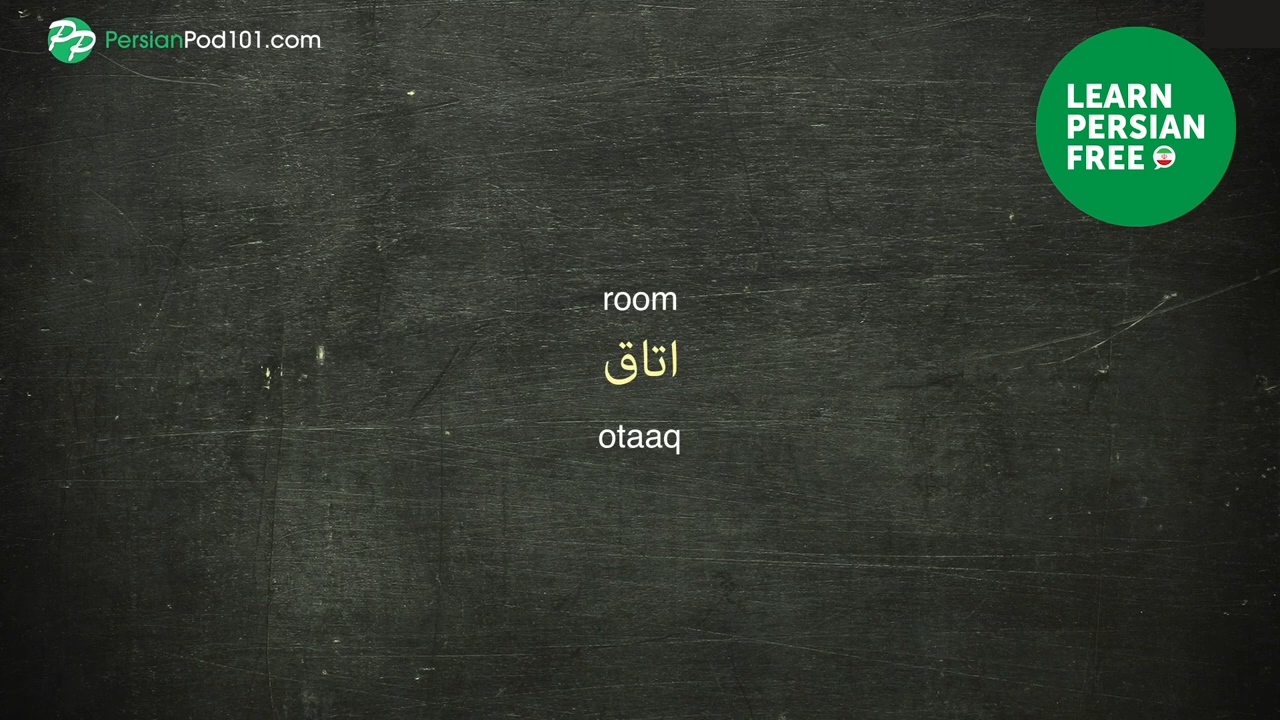 PersianPod101.com
LEARN
PERSIAN
FREE
room
اتاق
otaaq